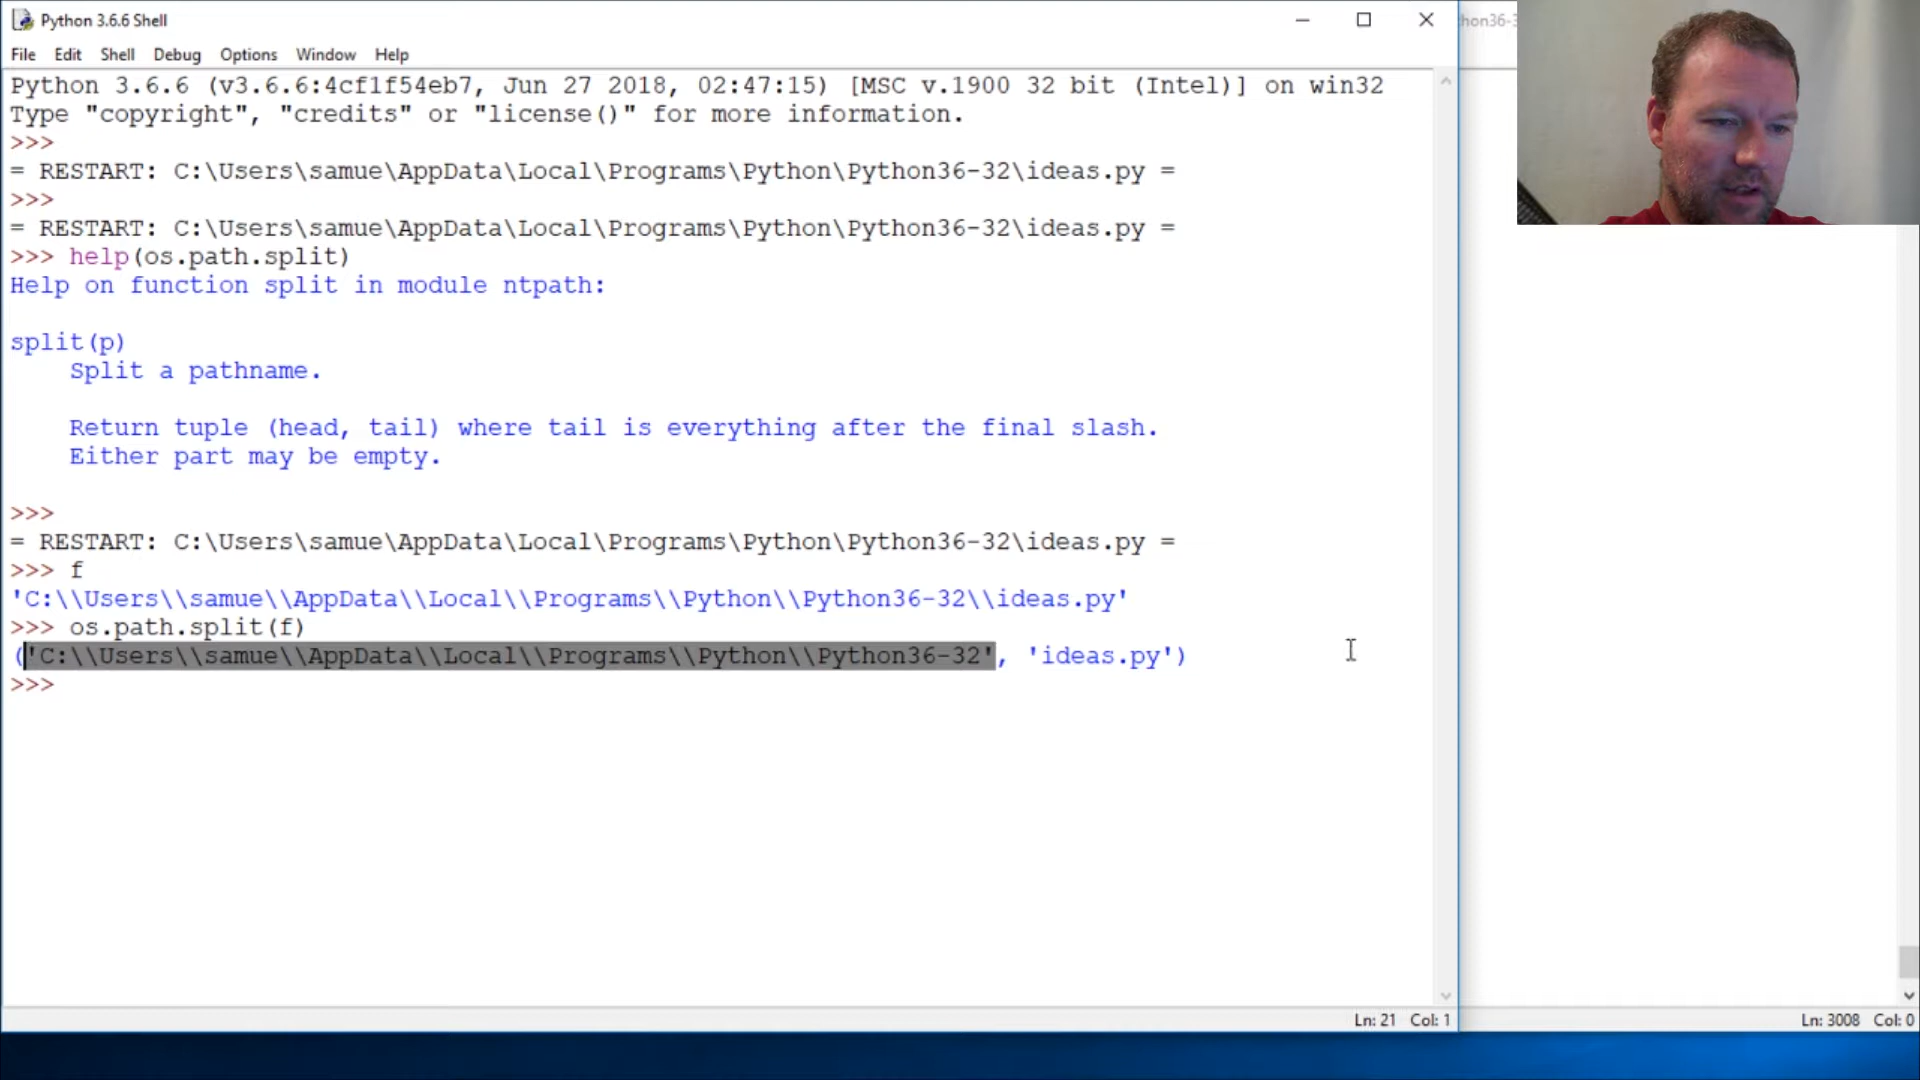 Python 3.6.6 Shell
hon36-3
File Edit Shell Debug Options Window Help
Python 3.6.6 (v3.6.6:4cf1f54eb7, Jun 27 2018, 02:47:15) [MSC v.1900 32 bit (Intel)] on win32
Type "copyright", "credits" or "license()" for more information.
>>>
= RESTART: C:\Users\samue\AppData\Local\Programs\Python\Python36-32\ideas.py =
>>>
= RESTART: C:\Users\samue\AppData\Local\Programs\Python\Python36-32\ideas.py =
>>> help(os.path.split)
Help on function split in module ntpath:
split(p)
Split a pathname.
Return tuple (head, tail) where tail is everything after the final slash.
Either part may be empty.
>>>
= RESTART: C:\Users\samue\AppData\Local\Programs\Python\Python36-32\ideas.py =
>>> f
'C:\\Users\\samue\\AppData\\Local\\Programs\\Python\\Python36-32\\ideas.py'
>>> os.path.split(f)
('C:\\Users\\samue\\AppData\\Local\\Programs\\Python\\Python36-32', 'ideas.py')
>>>
Ln: 21 Col: 1
Ln: 3008 Col: 0